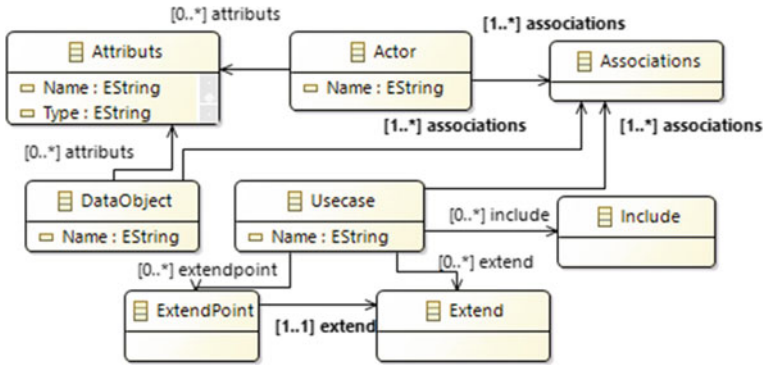 [0..*] attributs
[1..*] associations
Attributs
Name : EString
Type : EString
Actor
Name : EString
Associations
[1..*] associations
[1..*] associations
[0..*] attributs
DataObject
Name : EString
Usecase
Name : EString
[0..*] include
Include
[0..*] extendpoint
[0..*] extend
ExtendPoint
[1..1] extend
Extend